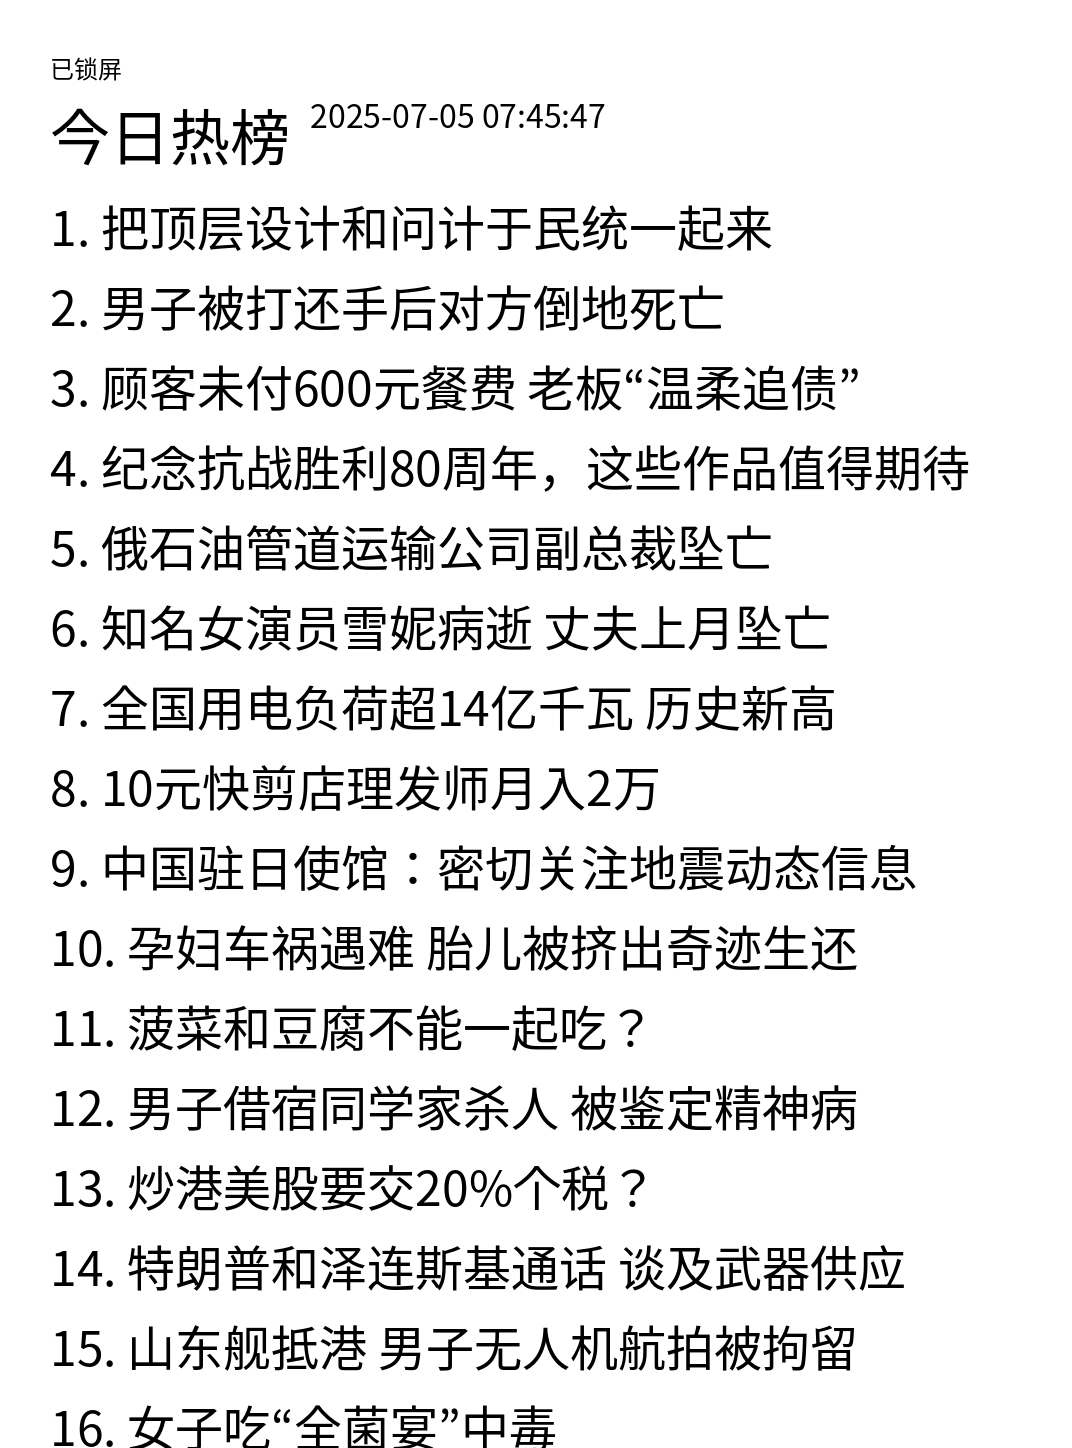 已锁屏
今日热榜 2025-07-05 07:45:47
1. 把顶层设计和问计于民统一起来
2. 男子被打还手后对方倒地死亡
3. 顾客未付600元餐费 老板“温柔追债”
4. 纪念抗战胜利80周年，这些作品值得期待
5. 俄石油管道运输公司副总裁坠亡
6. 知名女演员雪妮病逝 丈夫上月坠亡
7. 全国用电负荷超14亿千瓦 历史新高
8. 10元快剪店理发师月入2万
9. 中国驻日使馆：密切关注地震动态信息
10. 孕妇车祸遇难 胎儿被挤出奇迹生还
11. 菠菜和豆腐不能一起吃？
12. 男子借宿同学家杀人 被鉴定精神病
13. 炒港美股要交20%个税？
14. 特朗普和泽连斯基通话 谈及武器供应
15. 山东舰抵港 男子无人机航拍被拘留
16. 女子吃“全菌宴”中毒